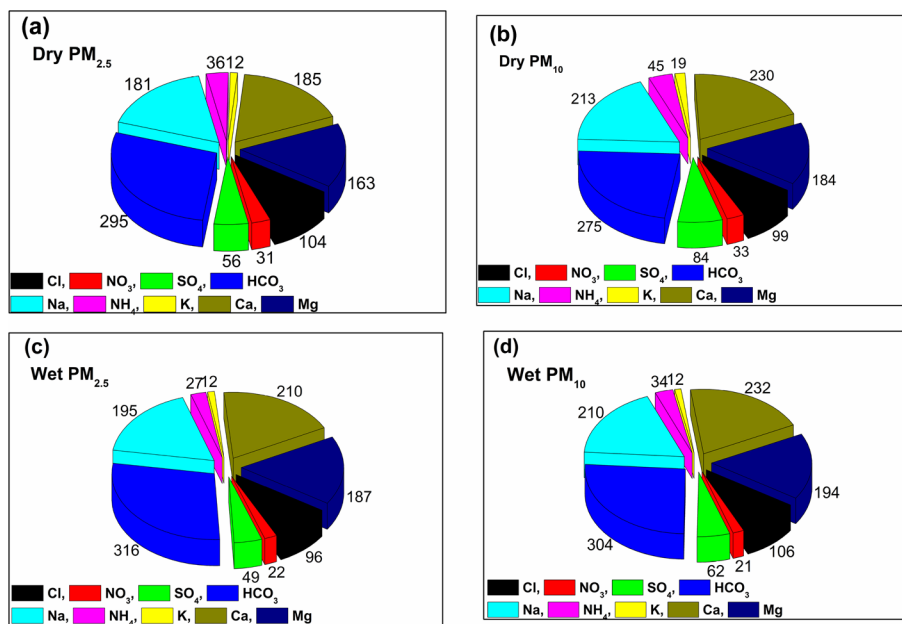 (a)
Dry PM2.5
181
36
12
185
163
104
31
56
295
Cl, NO3, SO4, HCO3
Na, NH4, K, Ca, Mg
(b)
Dry PM10
213
45
19
230
184
99
33
84
275
Cl, NO3, SO4, HCO3
Na, NH4, K, Ca, Mg
(c)
Wet PM2.5
195
27
12
210
187
96
22
49
316
Cl, NO3, SO4, HCO3
Na, NH4, K, Ca, Mg
(d)
Wet PM10
210
34
12
232
194
106
21
62
304
Cl, NO3, SO4, HCO3
Na, NH4, K, Ca, Mg